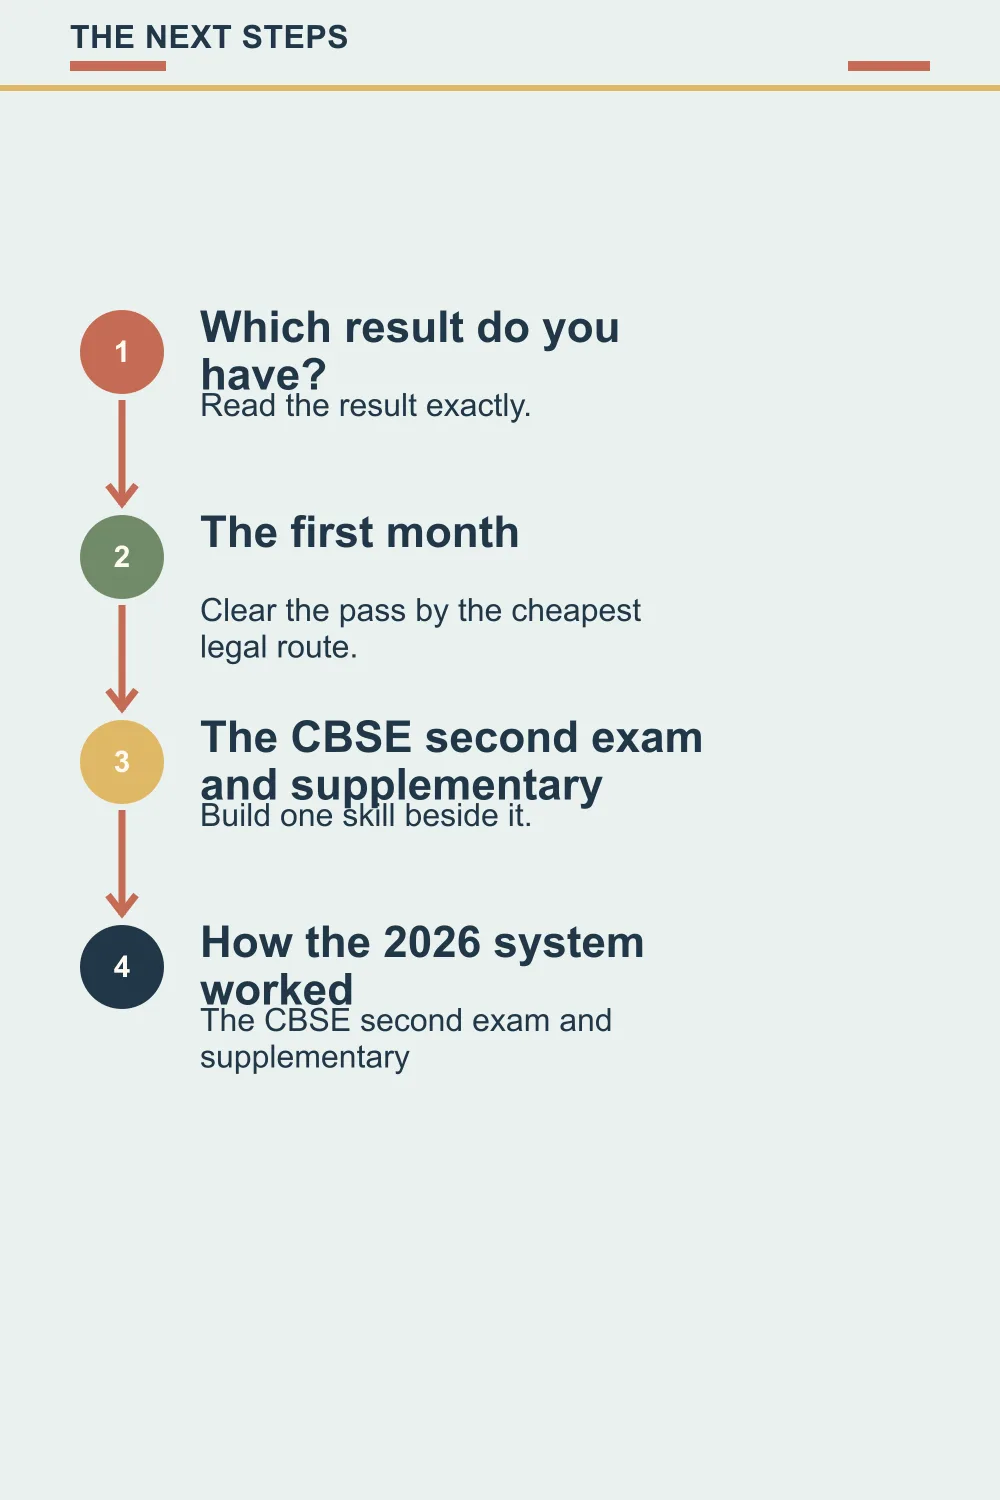 THE NEXT STEPS
1
Which result do you
have?
Read the result exactly.
2
The first month
Clear the pass by the cheapest
legal route.
3
The CBSE second exam
and supplementary
Build one skill beside it.
4
How the 2026 system
worked
The CBSE second exam and
supplementary